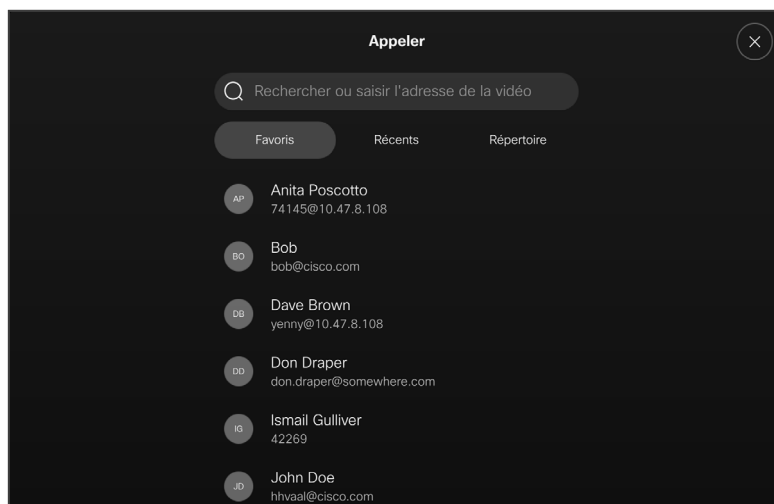 Appeler
Rechercher ou saisir l'adresse de la vidéo
Favoris Récents Répertoire
AP Anita Poscotto
74145@10.47.8.108
BO Bob
bob@cisco.com
DB Dave Brown
yenny@10.47.8.108
DD Don Draper
don.draper@somewhere.com
IG Ismail Gulliver
42269
JD John Doe
hhvaal@cisco.com